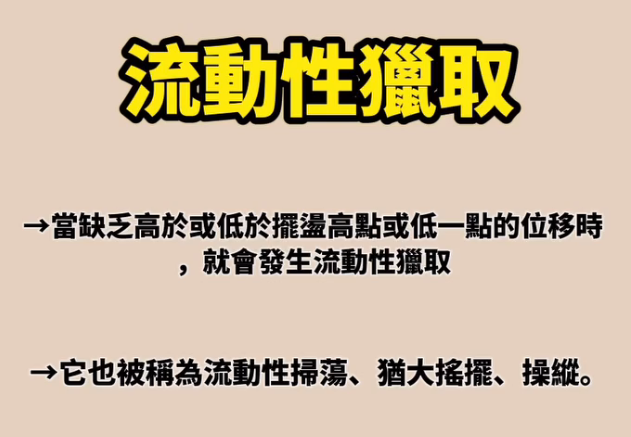 流動性獵取
→當缺乏高於或低於擺盪高點或低一點的位移時
，就會發生流動性獵取
→它也被稱為流動性掃蕩、猶大搖擺、操縱。